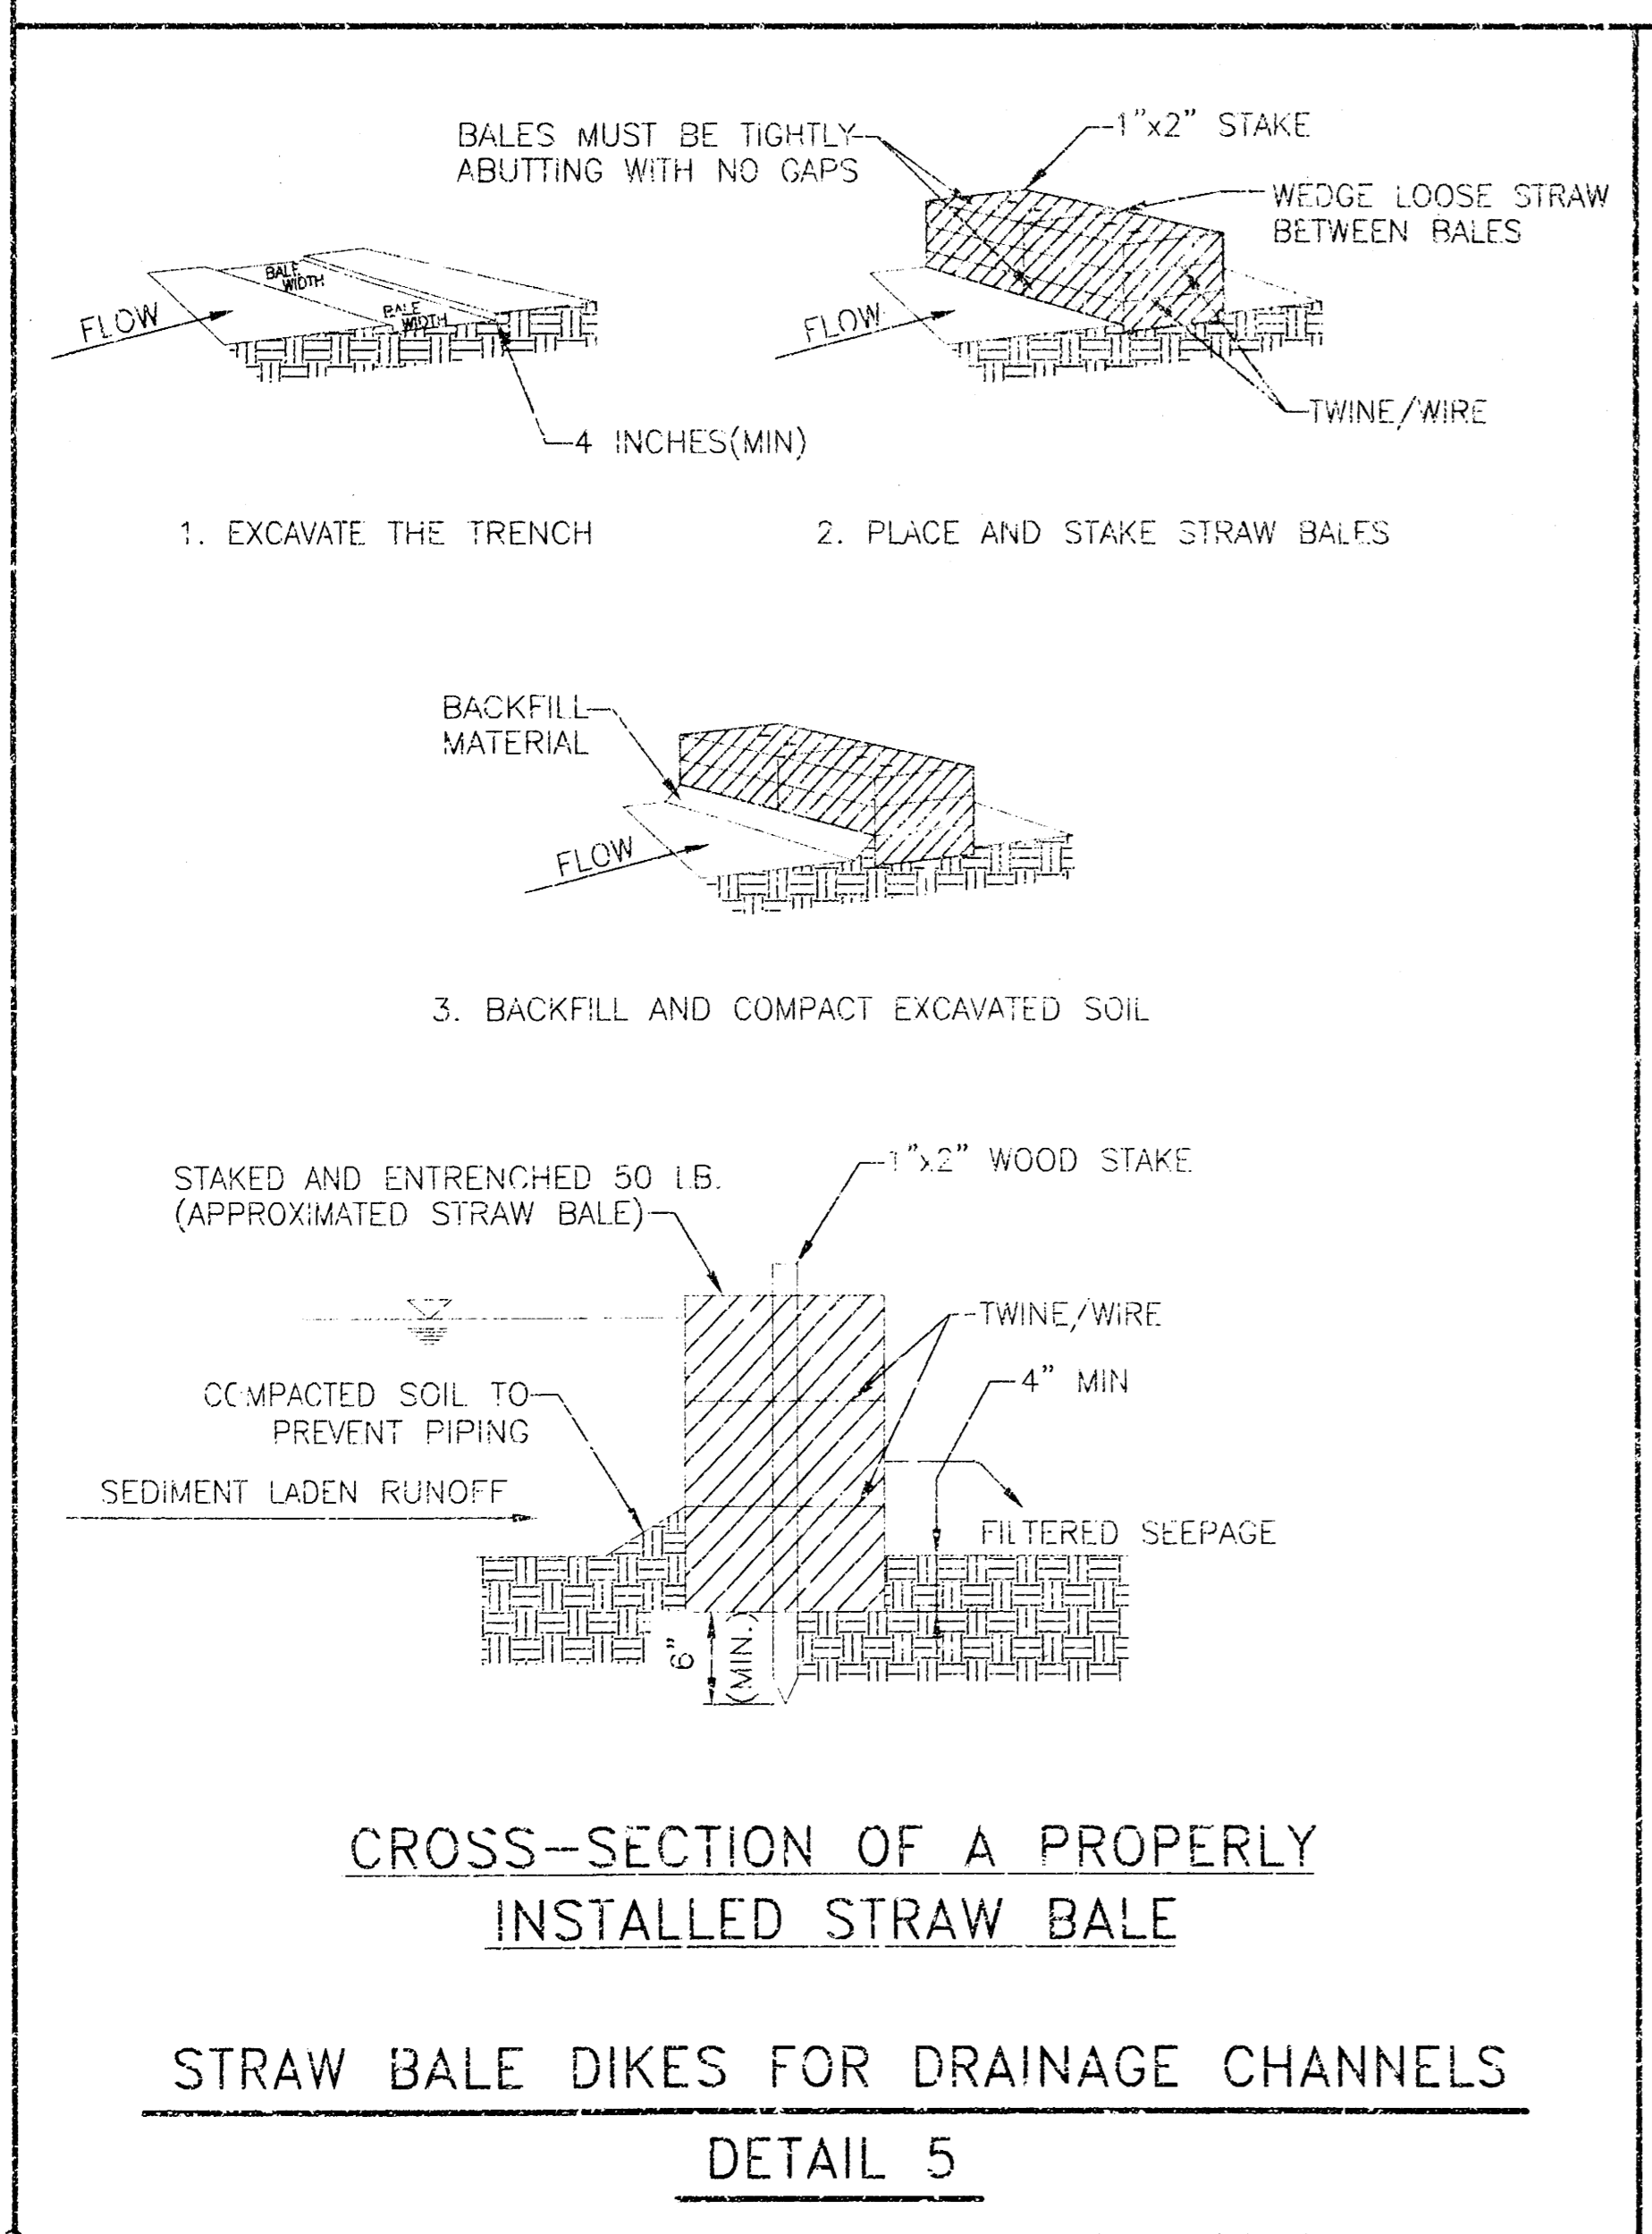 BALES MUST BE TIGHTLY
ABUTTING WITH NO GAPS
1"x2" STAKE
WEDGE LOOSE STRAW
BETWEEN BALES
BALE
WIDTH
BALE
WIDTH
FLOW
FLOW
TWINE/WIRE
4 INCHES(MIN)
1. EXCAVATE THE TRENCH
2. PLACE AND STAKE STRAW BALES
BACKFILL
MATERIAL
FLOW
3. BACKFILL AND COMPACT EXCAVATED SOIL
STAKED AND ENTRENCHED 50 LB.
(APPROXIMATED STRAW BALE)
1"x2" WOOD STAKE
TWINE/WIRE
4" MIN
COMPACTED SOIL TO
PREVENT PIPING
SEDIMENT LADEN RUNOFF
FILTERED SEEPAGE
6"
(MIN.)
CROSS-SECTION OF A PROPERLY
INSTALLED STRAW BALE
STRAW BALE DIKES FOR DRAINAGE CHANNELS
DETAIL 5